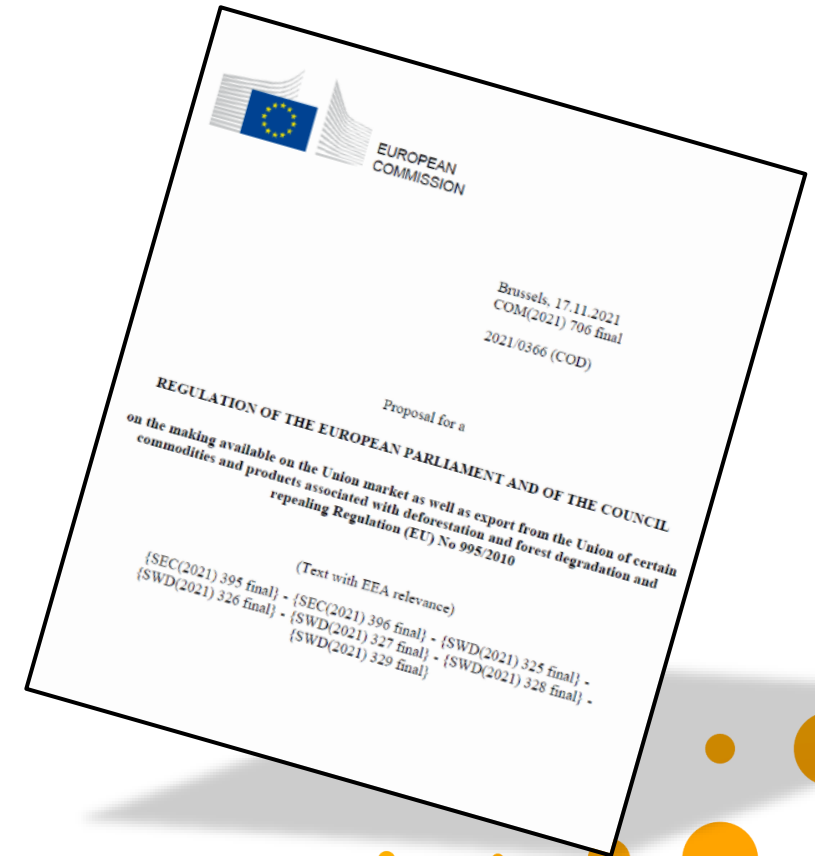 EUROPEAN
COMMISSION
Brussels, 17.11.2021
COM(2021) 706 final
2021/0366 (COD)
Proposal for a
REGULATION OF THE EUROPEAN PARLIAMENT AND OF THE COUNCIL
on the making available on the Union market as well as export from the Union of certain
commodities and products associated with deforestation and forest degradation and
repealing Regulation (EU) No 995/2010
(Text with EEA relevance)
{SEC(2021) 395 final} - {SEC(2021) 396 final} - {SWD(2021) 325 final} -
{SWD(2021) 326 final} - {SWD(2021) 327 final} - {SWD(2021) 328 final} -
{SWD(2021) 329 final}